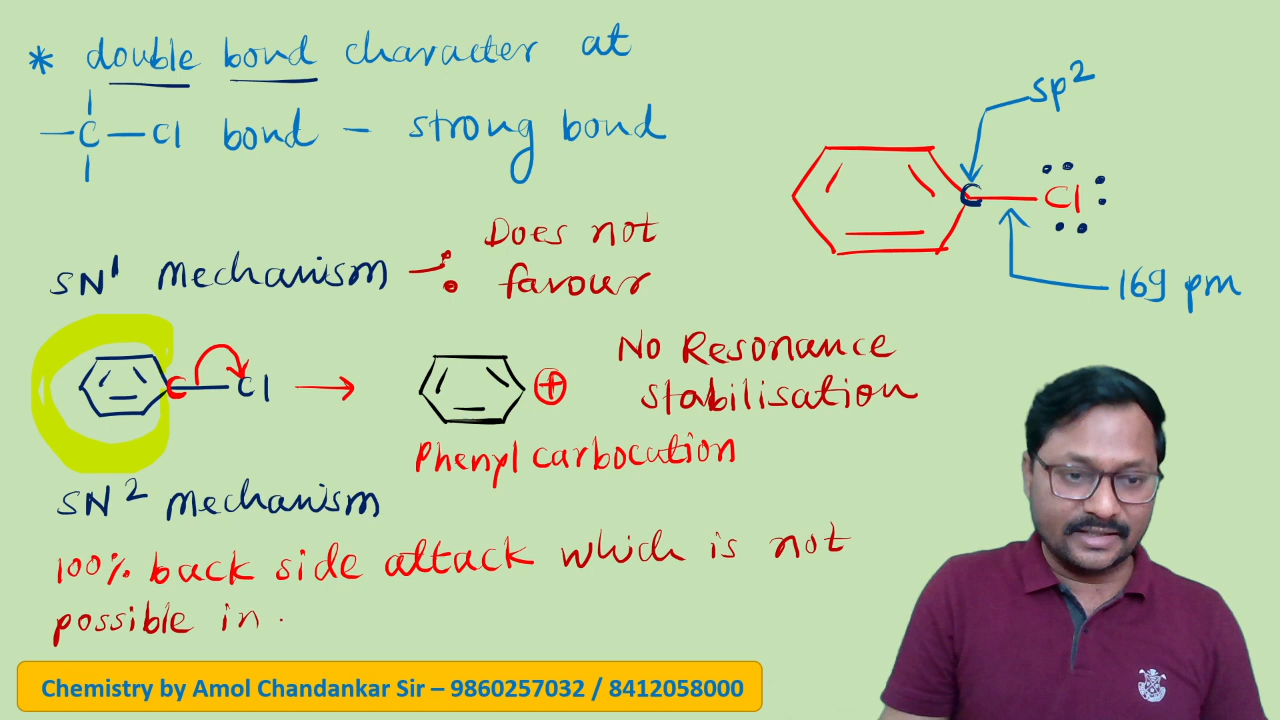 * double bond character at
—C—Cl bond – strong bond
sp²
C—Cl
169 pm
SN¹ mechanism : Does not
favour
C—Cl → ⊕ No Resonance
stabilisation
Phenyl carbocation
SN² mechanism
100% back side attack which is not
possible in
Chemistry by Amol Chandankar Sir – 9860257032 / 8412058000